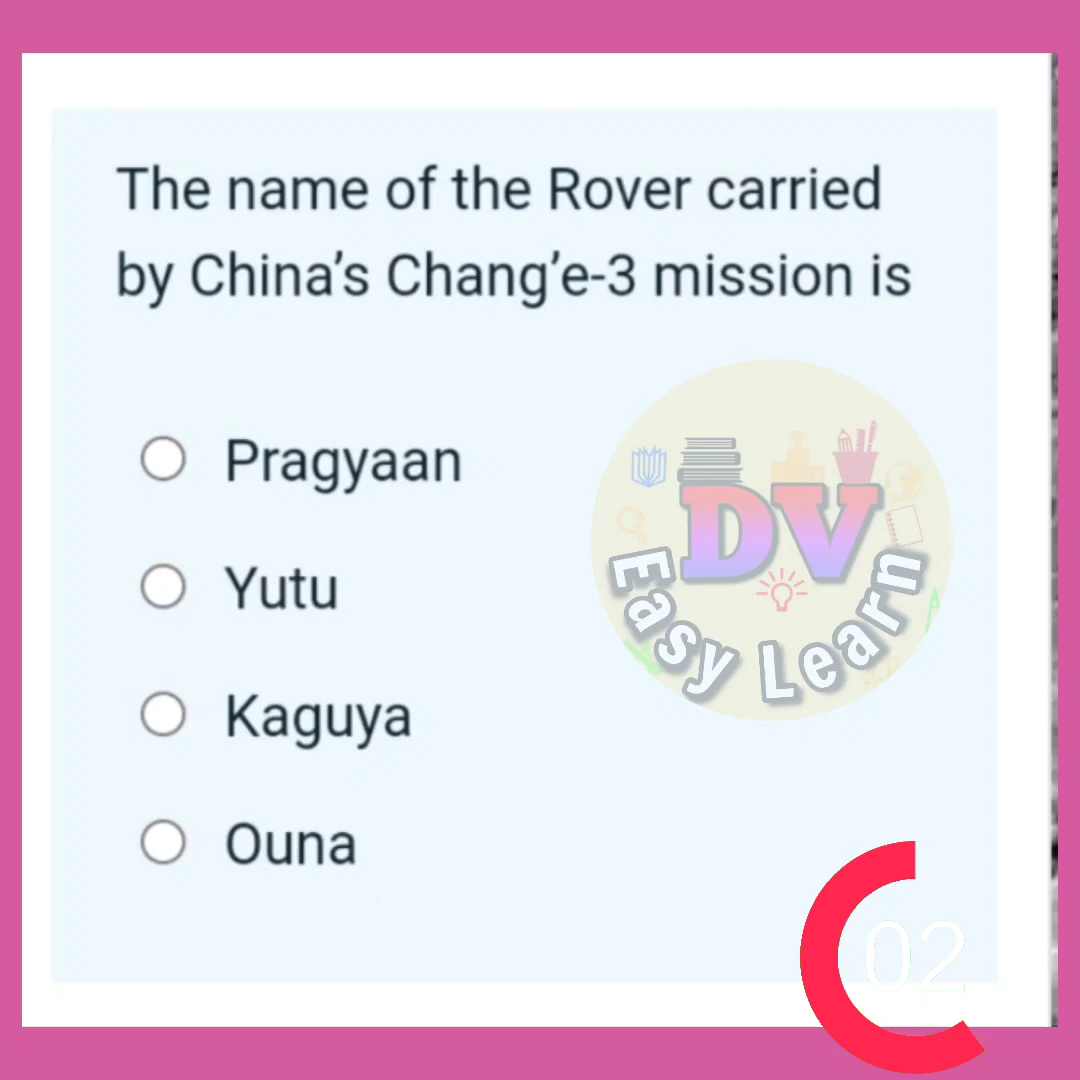 The name of the Rover carried
by China’s Chang’e-3 mission is
Pragyaan
Yutu
DV
Easy Learn
Kaguya
Ouna
02